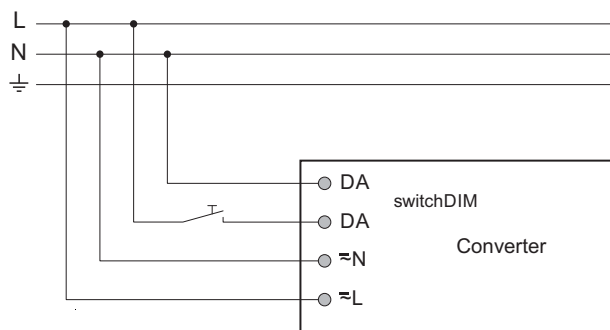 L
N
DA
switchDIM
DA
Converter
≂N
≂L